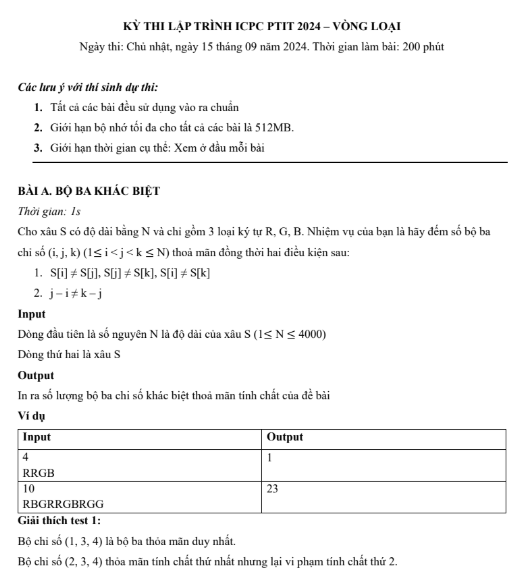 KỲ THI LẬP TRÌNH ICPC PTIT 2024 – VÒNG LOẠI
Ngày thi: Chủ nhật, ngày 15 tháng 09 năm 2024. Thời gian làm bài: 200 phút
Các lưu ý với thí sinh dự thi:
1. Tất cả các bài đều sử dụng vào ra chuẩn
2. Giới hạn bộ nhớ tối đa cho tất cả các bài là 512MB.
3. Giới hạn thời gian cụ thể: Xem ở đầu mỗi bài
BÀI A. BỘ BA KHÁC BIỆT
Thời gian: 1s
Cho xâu S có độ dài bằng N và chỉ gồm 3 loại ký tự R, G, B. Nhiệm vụ của bạn là hãy đếm số bộ ba
chỉ số (i, j, k) (1 ≤ i < j < k ≤ N) thoả mãn đồng thời hai điều kiện sau:
1. S[i] ≠ S[j], S[j] ≠ S[k], S[i] ≠ S[k]
2. j – i ≠ k – j
Input
Dòng đầu tiên là số nguyên N là độ dài của xâu S (1≤ N ≤ 4000)
Dòng thứ hai là xâu S
Output
In ra số lượng bộ ba chỉ số khác biệt thoả mãn tính chất của đề bài
Ví dụ
Input Output
4 1
RRGB
10 23
RBGRRGBRGG
Giải thích test 1:
Bộ chỉ số (1, 3, 4) là bộ ba thỏa mãn duy nhất.
Bộ chỉ số (2, 3, 4) thỏa mãn tính chất thứ nhất nhưng lại vi phạm tính chất thứ 2.